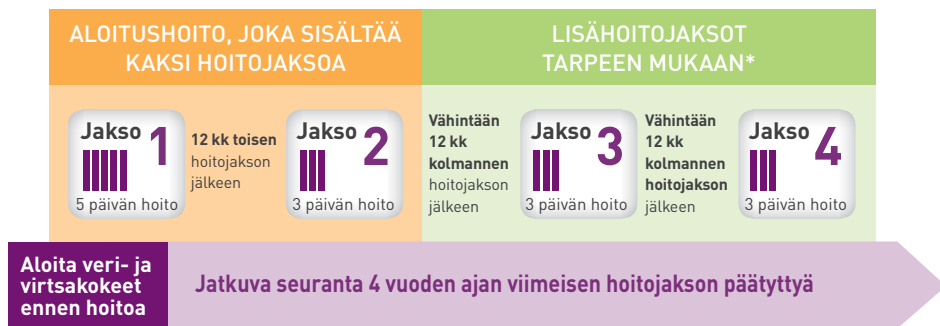 ALOITUSHOITO, JOKA SISÄLTÄÄ
KAKSI HOITOJAKSOA
LISÄHOITOJAKSOT
TARPEEN MUKAAN*
Jakso 1
5 päivän hoito
12 kk toisen
hoitojakson
jälkeen
Jakso 2
3 päivän hoito
Vähintään
12 kk
kolmannen
hoitojakson
jälkeen
Jakso 3
3 päivän hoito
Vähintään
12 kk
kolmannen
hoitojakson
jälkeen
Jakso 4
3 päivän hoito
Aloita veri- ja
virtsakokeet
ennen hoitoa
Jatkuva seuranta 4 vuoden ajan viimeisen hoitojakson päätyttyä